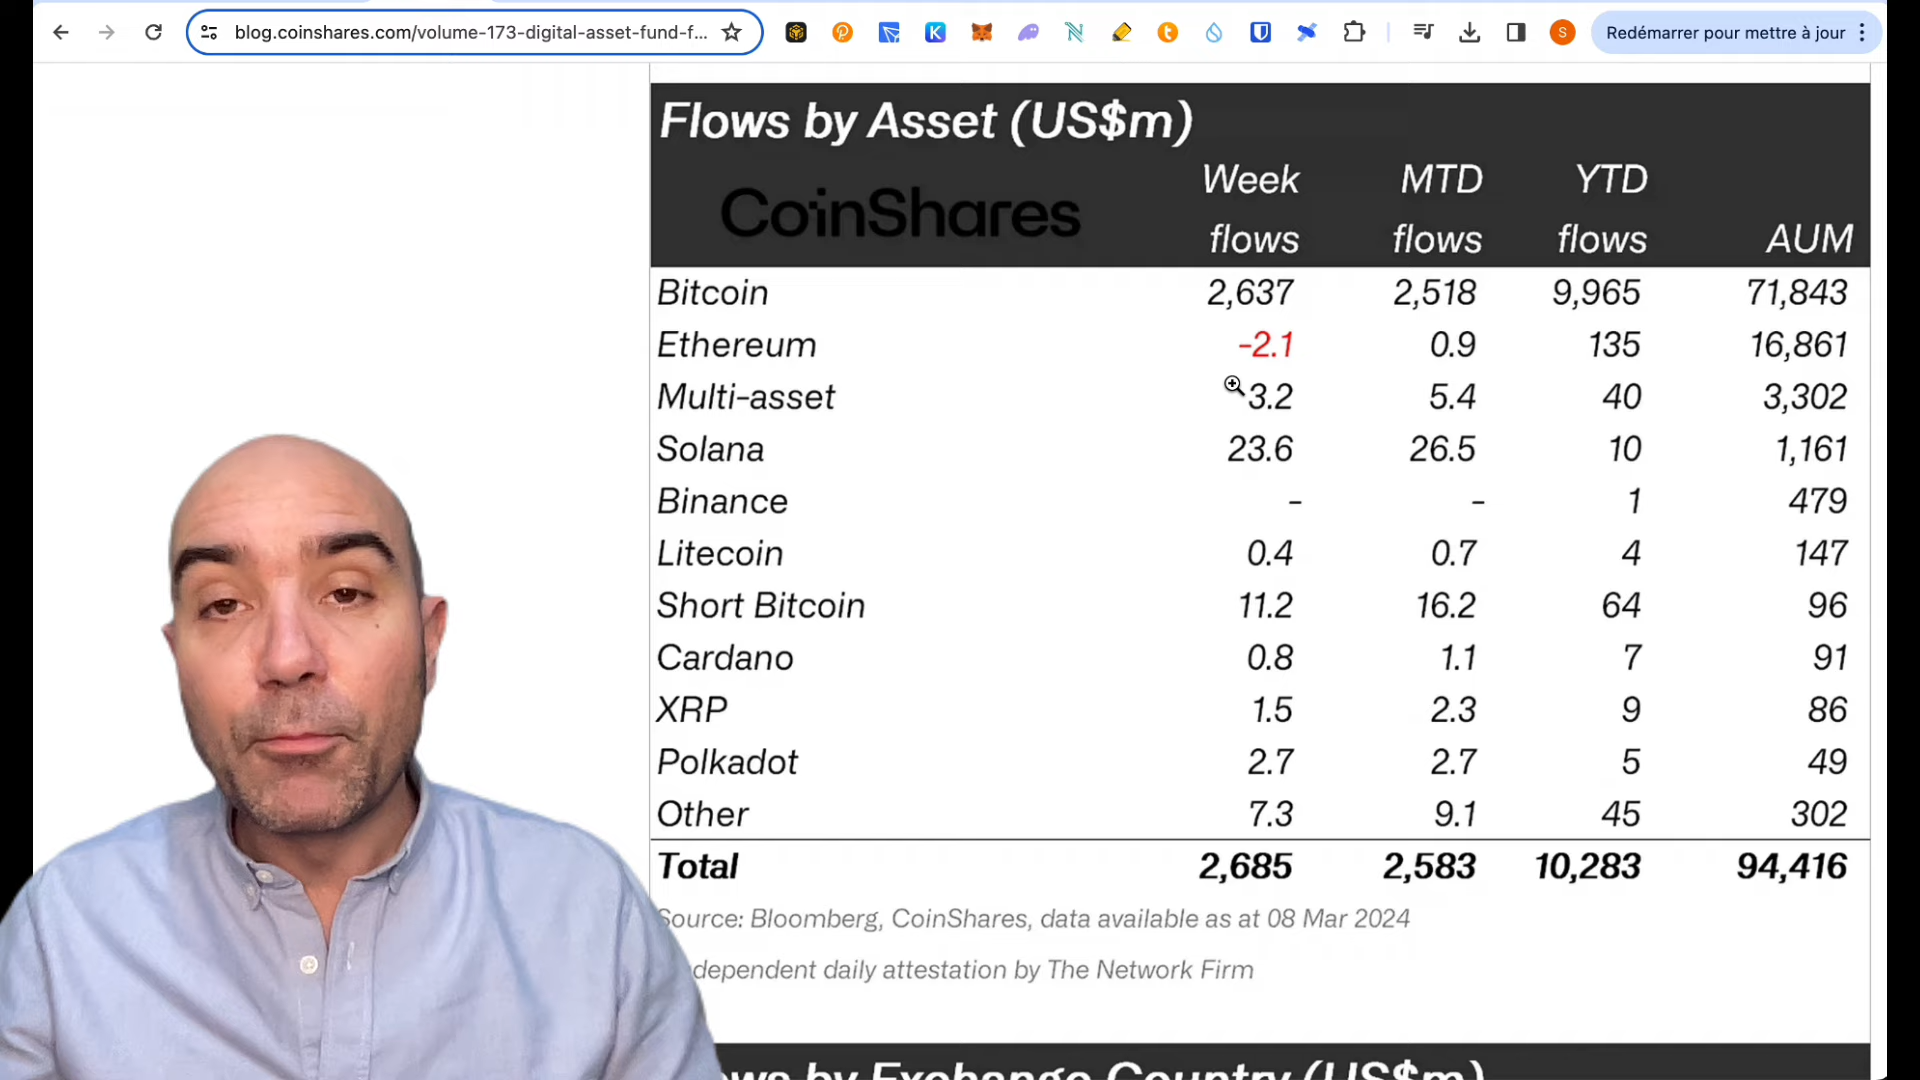 blog.coinshares.com/volume-173-digital-asset-fund-f...
Redémarrer pour mettre à jour
Flows by Asset (US$m)
CoinShares
Week flows MTD flows YTD flows AUM
Bitcoin 2,637 2,518 9,965 71,843
Ethereum -2.1 0.9 135 16,861
Multi-asset 3.2 5.4 40 3,302
Solana 23.6 26.5 10 1,161
Binance - - 1 479
Litecoin 0.4 0.7 4 147
Short Bitcoin 11.2 16.2 64 96
Cardano 0.8 1.1 7 91
XRP 1.5 2.3 9 86
Polkadot 2.7 2.7 5 49
Other 7.3 9.1 45 302
Total 2,685 2,583 10,283 94,416
Source: Bloomberg, CoinShares, data available as at 08 Mar 2024
dependent daily attestation by The Network Firm
ws by Exchange Country (US$m)